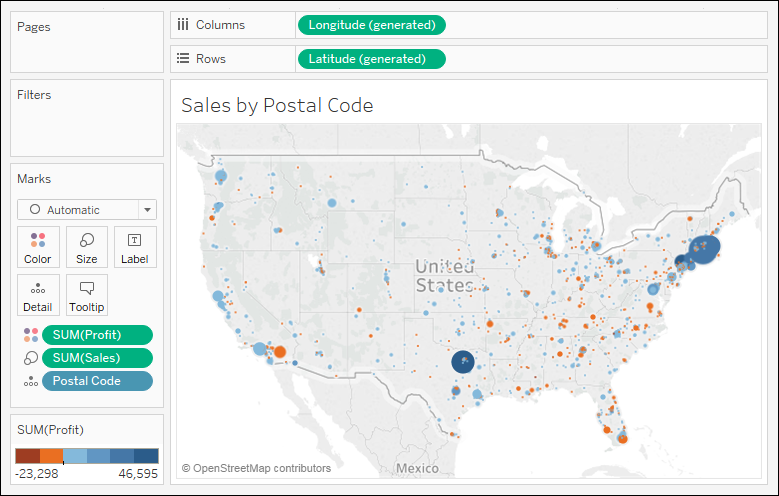 Pages
Columns
Longitude (generated)
Rows
Latitude (generated)
Filters
Sales by Postal Code
Marks
Automatic
Color
Size
Label
Detail
Tooltip
SUM(Profit)
SUM(Sales)
Postal Code
SUM(Profit)
-23,298
46,595
United
States
Mexico
© OpenStreetMap contributors